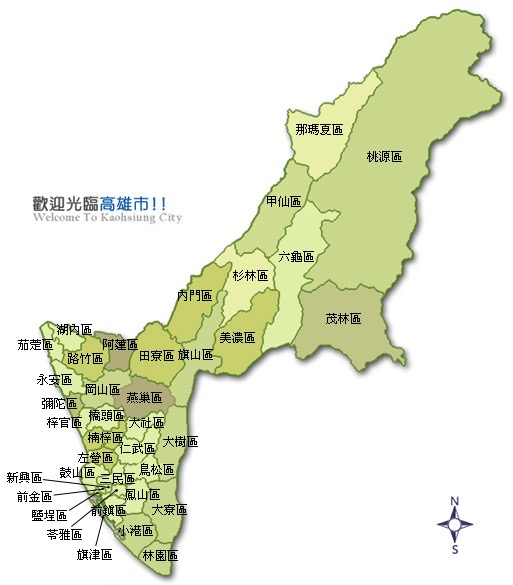 那瑪夏區
桃源區
甲仙區
歡迎光臨高雄市!!
Welcome To Kaohsiung City
六龜區
杉林區
內門區
茂林區
湖內區
美濃區
茄萣區
阿蓮區
路竹區
田寮區
旗山區
永安區
岡山區
燕巢區
彌陀區
橋頭區
梓官區
大社區
楠梓區
大樹區
仁武區
左營區
鳥松區
鼓山區
新興區
三民區
前金區
鳳山區
前鎮區
大寮區
鹽埕區
小港區
苓雅區
旗津區
林園區
N
W
E
S